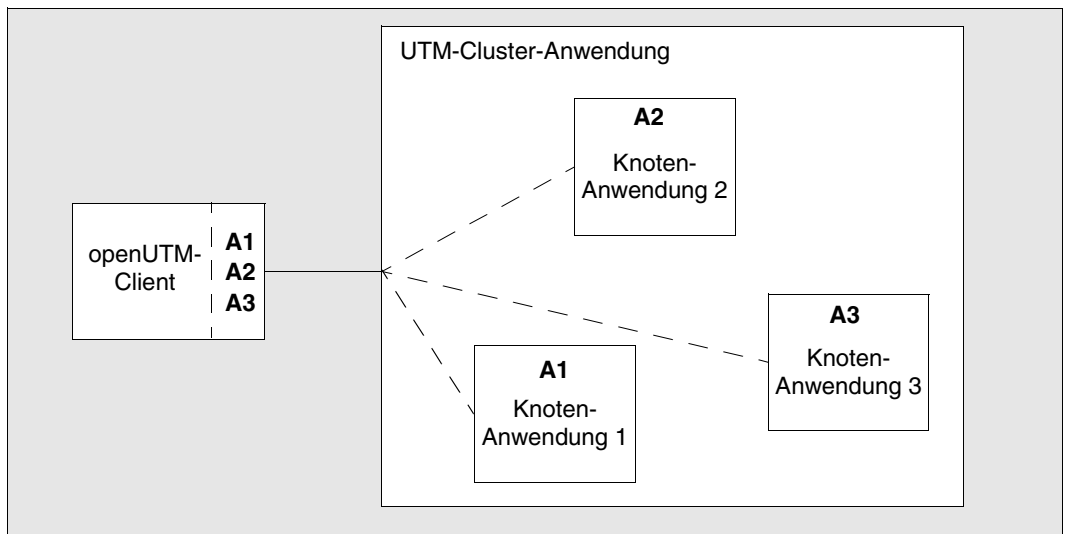 UTM-Cluster-Anwendung
A2
Knoten-
Anwendung 2
openUTM-
Client
A1
A2
A3
A3
Knoten-
Anwendung 3
A1
Knoten-
Anwendung 1